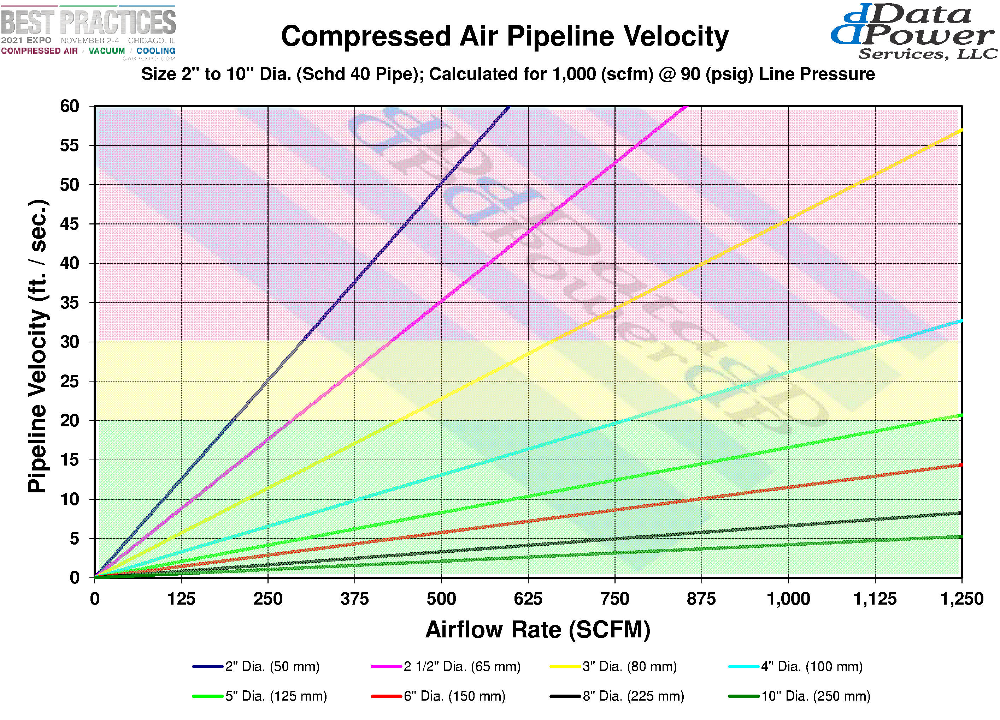 BEST PRACTICES
2021 EXPO NOVEMBER 2-4 CHICAGO, IL
COMPRESSED AIR / VACUUM / COOLING
CABPEXPO.COM
Data
Power
Services, LLC
Compressed Air Pipeline Velocity
Size 2" to 10" Dia. (Schd 40 Pipe); Calculated for 1,000 (scfm) @ 90 (psig) Line Pressure
Pipeline Velocity (ft. / sec.)
60
55
50
45
40
35
30
25
20
15
10
5
0
Data
Power
0 125 250 375 500 625 750 875 1,000 1,125 1,250
Airflow Rate (SCFM)
2" Dia. (50 mm) 2 1/2" Dia. (65 mm) 3" Dia. (80 mm) 4" Dia. (100 mm)
5" Dia. (125 mm) 6" Dia. (150 mm) 8" Dia. (225 mm) 10" Dia. (250 mm)